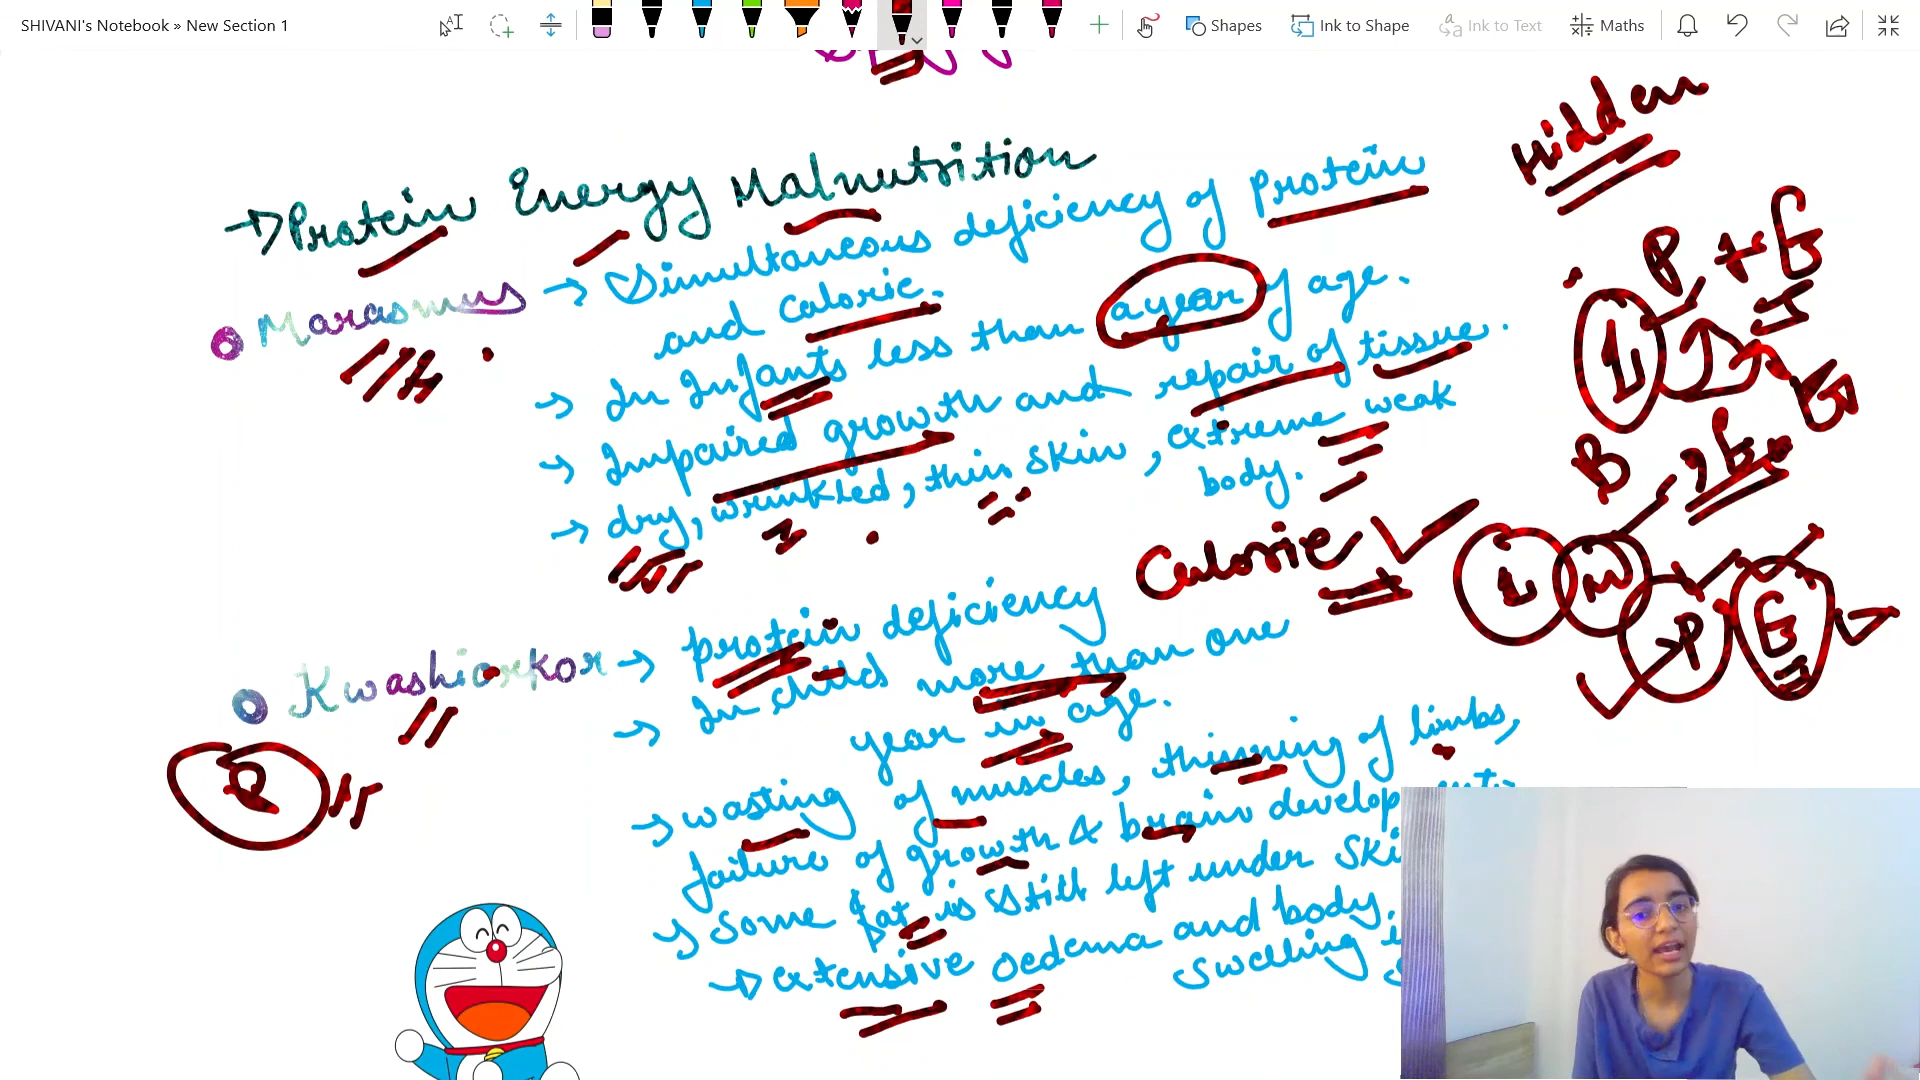 SHIVANI's Notebook » New Section 1
Shapes
Ink to Shape
Ink to Text
Maths
Hidden
→ Protein Energy Malnutrition
Marasmus → Simultaneous deficiency of Protein
and Calorie.
→ In Infants less than a year of age.
→ Impaired growth and repair of tissue.
→ dry, wrinkled, thin skin, extreme weak
body.
P + E
1
B
Calorie
L M P E
Kwashiorkor → protein deficiency
→ In child more than one
year in age.
→ wasting of muscles, thinning of limbs,
failure of growth & brain develop
→ Some fat is still left under Ski
→ extensive oedema and body.
swelling i